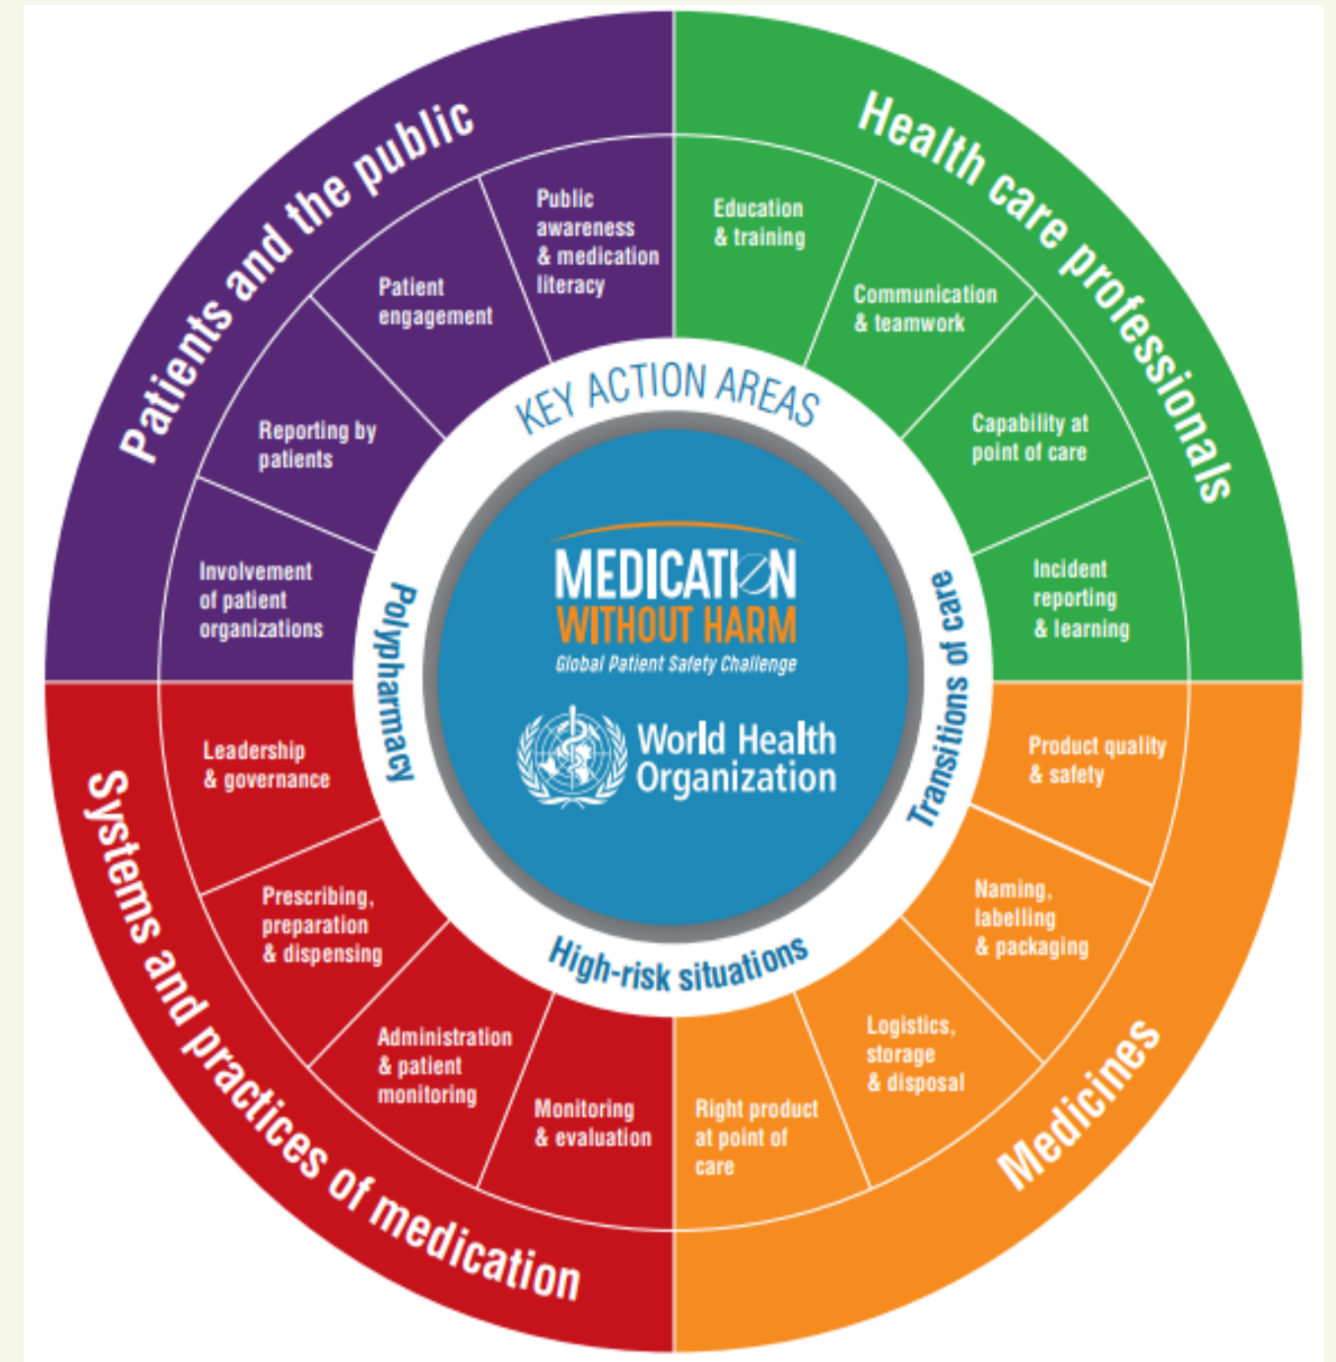 Patients and the public
Public
awareness
& medication
literacy
Patient
engagement
Reporting by
patients
Involvement
of patient
organizations
Health care professionals
Education
& training
Communication
& teamwork
Capability at
point of care
Incident
reporting
& learning
KEY ACTION AREAS
Polypharmacy
Transitions of care
High-risk situations
MEDICATION
WITHOUT HARM
Global Patient Safety Challenge
World Health
Organization
Systems and practices of medication
Leadership
& governance
Prescribing,
preparation
& dispensing
Administration
& patient
monitoring
Monitoring
& evaluation
Medicines
Product quality
& safety
Naming,
labelling
& packaging
Logistics,
storage
& disposal
Right product
at point of
care